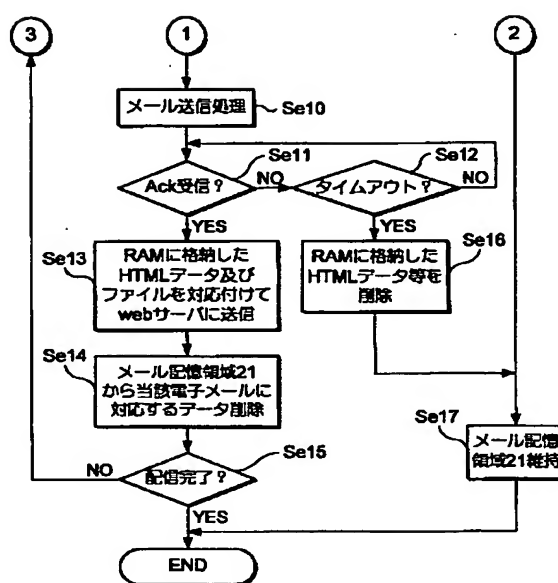 3
1
2
メール送信処理
Se10
Se11
Se12
Ack受信?
NO
タイムアウト?
NO
YES
YES
Se16
Se13
RAMに格納した
HTMLデータ及び
ファイルを対応付けて
webサーバに送信
RAMに格納した
HTMLデータ等を
削除
Se14
メール記憶領域21
から当該電子メールに
対応するデータ削除
Se17
メール記憶
領域21維持
NO
Se15
配信完了?
YES
END